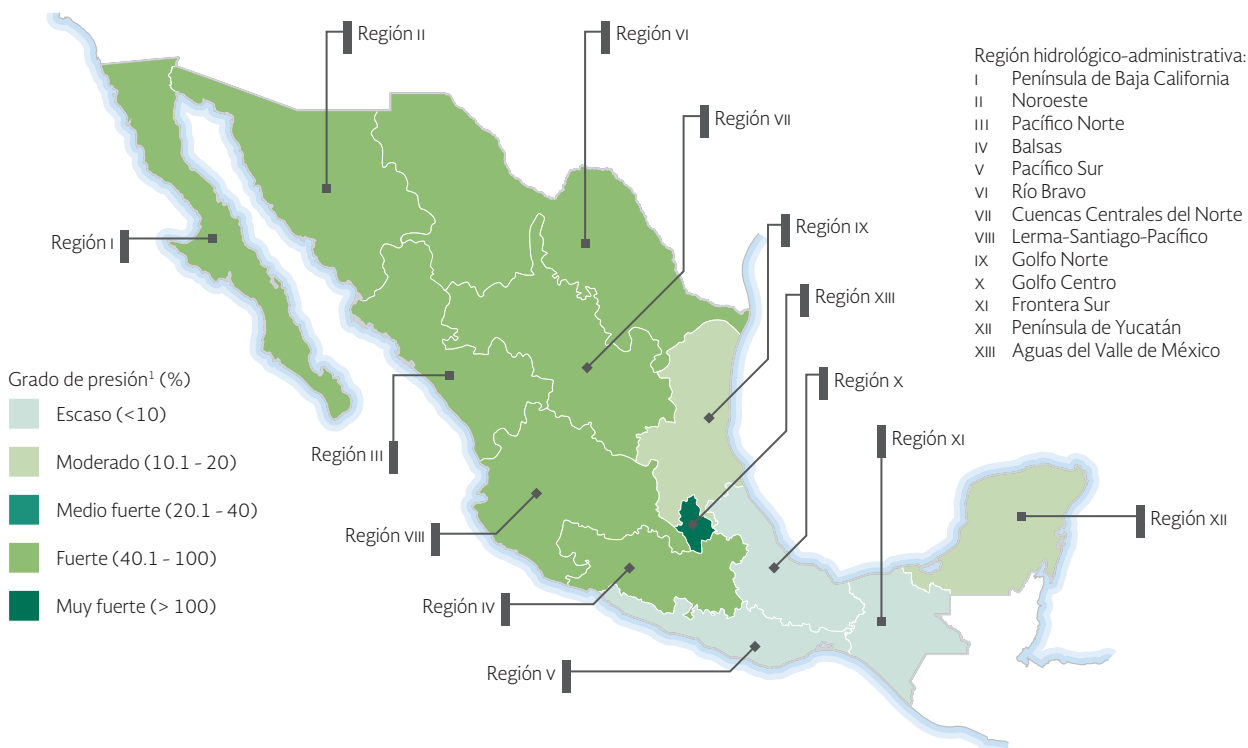 Región II
Región VI
Región VII
Región I
Región IX
Región XIII
Región X
Región III
Región XI
Región VIII
Región XII
Región IV
Región V
Región hidrológico-administrativa:
I Península de Baja California
II Noroeste
III Pacífico Norte
IV Balsas
V Pacífico Sur
VI Río Bravo
VII Cuencas Centrales del Norte
VIII Lerma-Santiago-Pacífico
IX Golfo Norte
X Golfo Centro
XI Frontera Sur
XII Península de Yucatán
XIII Aguas del Valle de México
Grado de presión¹ (%)
Escaso (<10)
Moderado (10.1 - 20)
Medio fuerte (20.1 - 40)
Fuerte (40.1 - 100)
Muy fuerte (> 100)